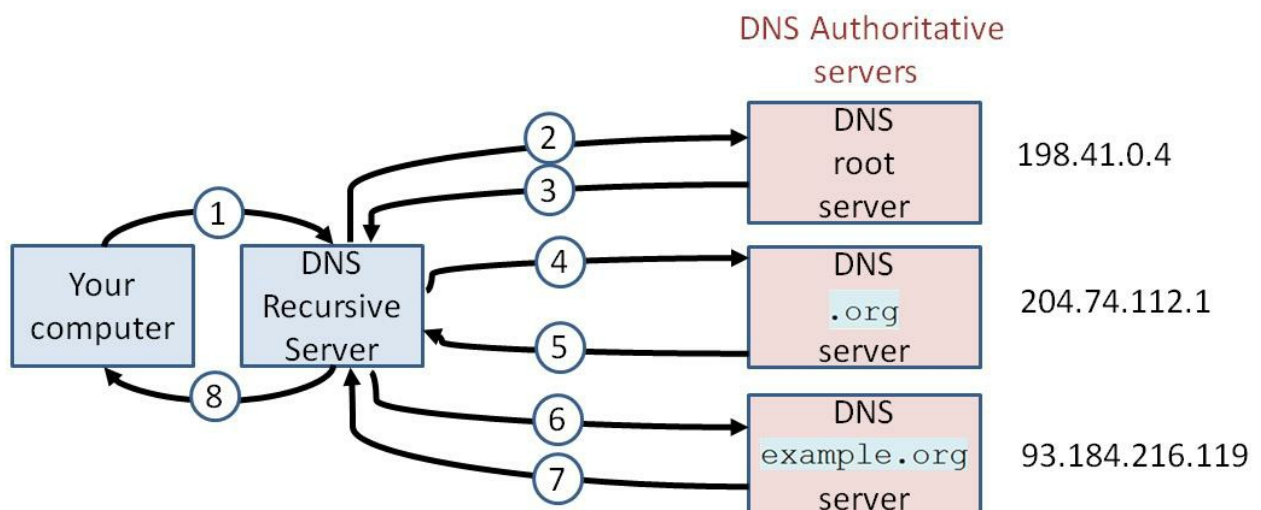 DNS Authoritative
servers
1
2
3
4
5
6
7
8
Your
computer
DNS
Recursive
Server
DNS
root
server
198.41.0.4
DNS
.org
server
204.74.112.1
DNS
example.org
server
93.184.216.119